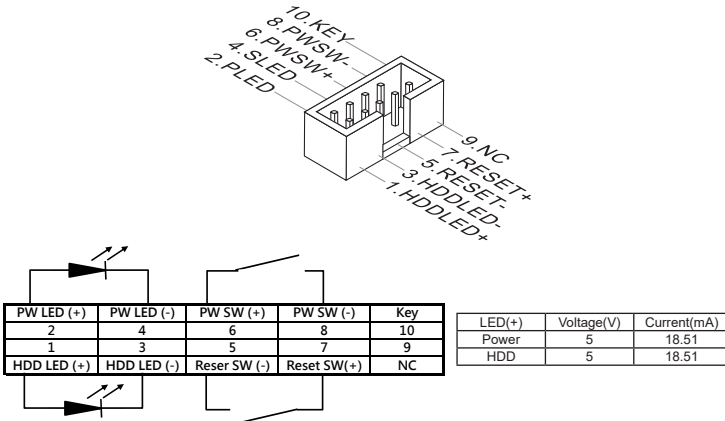 10.KEY
8.PWSW-
6.PWSW+
4.SLED
2.PLED
9.NC
7.RESET+
5.RESET-
3.HDDLED-
1.HDDLED+
PW LED (+) PW LED (-) PW SW (+) PW SW (-) Key
2 4 6 8 10
1 3 5 7 9
HDD LED (+) HDD LED (-) Reser SW (-) Reset SW(+) NC
LED(+) Voltage(V) Current(mA)
Power 5 18.51
HDD 5 18.51